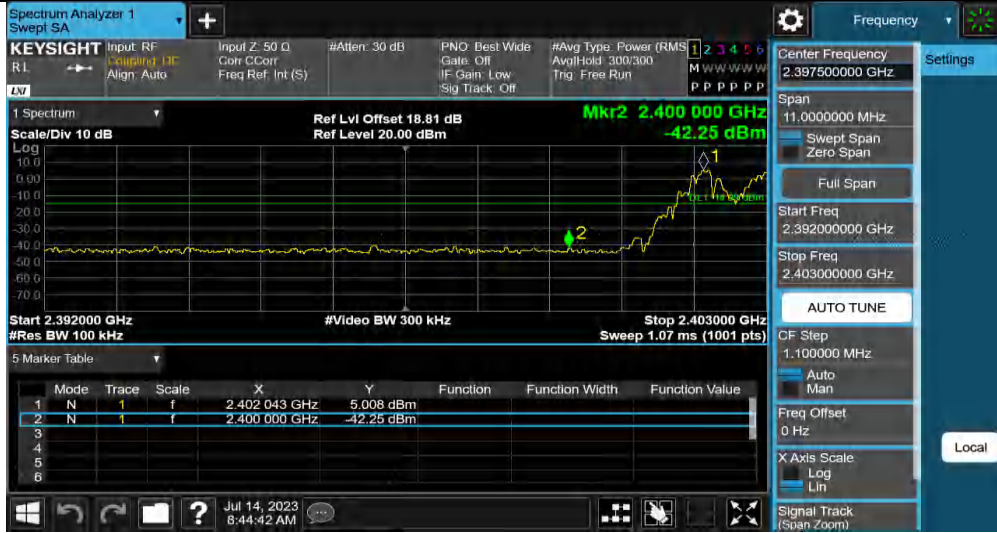 Spectrum Analyzer 1
Swept SA
+
Frequency
KEYSIGHT
RL
LXI
Input: RF
Coupling: DC
Align: Auto
Input Z: 50 Ω
Corr CCorr
Freq Ref: Int (S)
#Atten: 30 dB
PNO: Best Wide
Gate: Off
IF Gain: Low
Sig Track: Off
#Avg Type: Power (RMS
Avg|Hold: 300/300
Trig: Free Run
1 2 3 4 5 6
M W W W W W
P P P P P P
1 Spectrum
Scale/Div 10 dB
Ref Lvl Offset 18.81 dB
Ref Level 20.00 dBm
Mkr2 2.400 000 GHz
-42.25 dBm
Log
10.0
0.00
-10.0
-20.0
-30.0
-40.0
-50.0
-60.0
-70.0
1
2
Start 2.392000 GHz
#Res BW 100 kHz
#Video BW 300 kHz
Stop 2.403000 GHz
Sweep 1.07 ms (1001 pts)
5 Marker Table
Mode Trace Scale X Y Function Function Width Function Value
1 N 1 f 2.402 043 GHz 5.008 dBm
2 N 1 f 2.400 000 GHz -42.25 dBm
3
4
5
6
?
Jul 14, 2023
8:44:42 AM
Center Frequency
2.397500000 GHz
Span
11.0000000 MHz
Swept Span
Zero Span
Full Span
Start Freq
2.392000000 GHz
Stop Freq
2.403000000 GHz
AUTO TUNE
CF Step
1.100000 MHz
Auto
Man
Freq Offset
0 Hz
X Axis Scale
Log
Lin
Signal Track
(Span Zoom)
Settings
Local